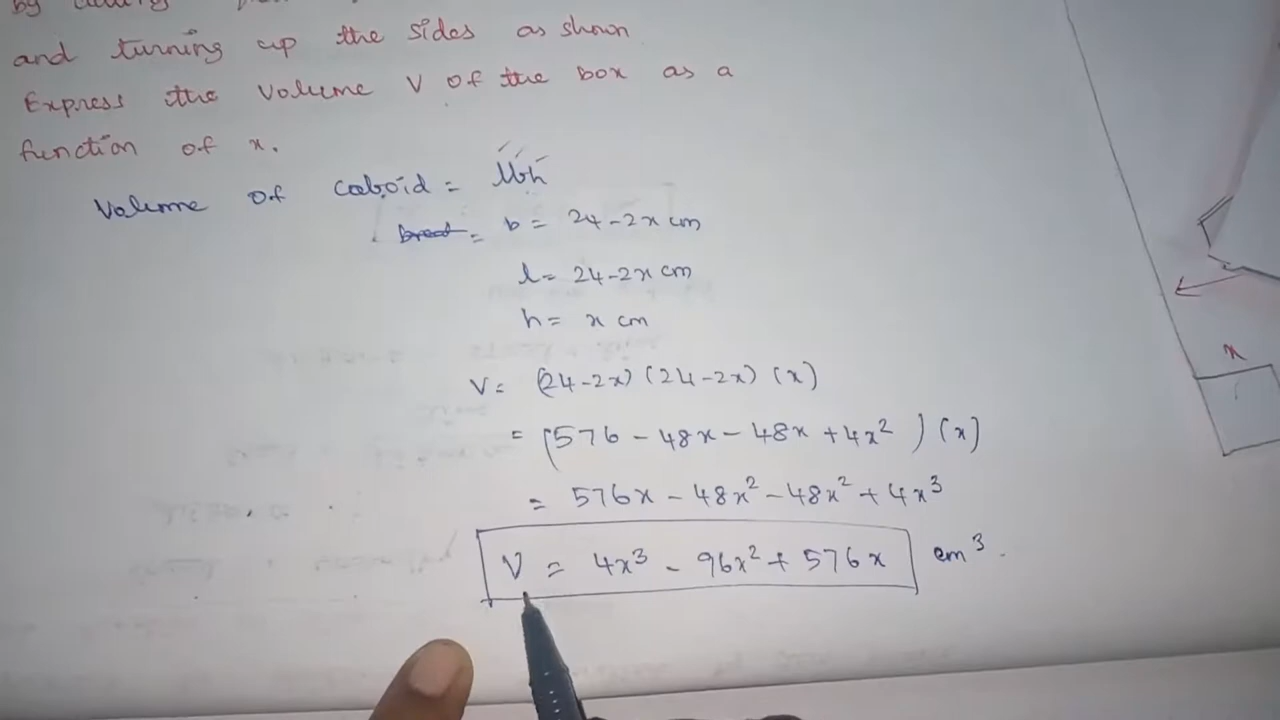 by
and turning up the sides as shown
Express the Volume V of the box as a
function of x.
Volume of cuboid = lbh
= b = 24-2x cm
l = 24-2x cm
h = x cm
V = (24-2x) (24-2x) (x)
= (576 - 48x - 48x + 4x² ) (x)
= 576x - 48x² - 48x² + 4x³
V = 4x³ - 96x² + 576x cm³.
x